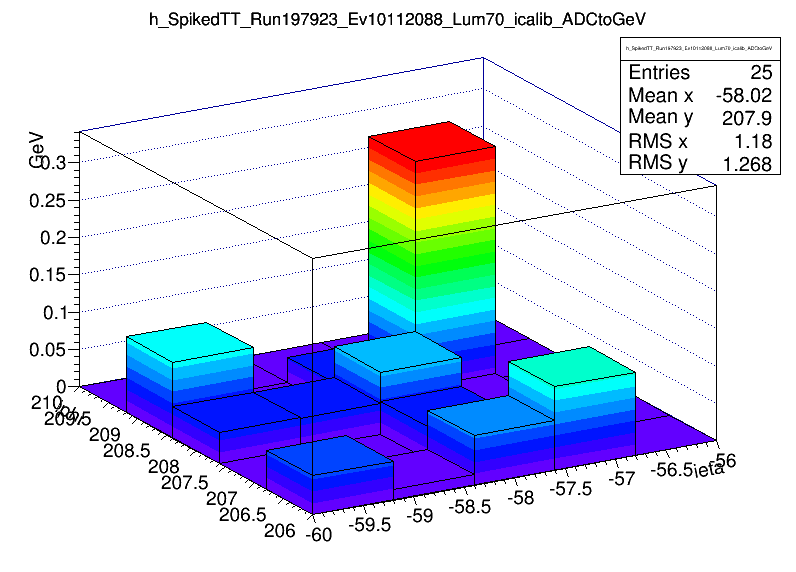 h_SpikedTT_Run197923_Ev10112088_Lum70_icalib_ADCtoGeV
h_SpikedTT_Run197923_Ev10112088_Lum70_icalib_ADCtoGeV
Entries 25
Mean x -58.02
Mean y 207.9
RMS x 1.18
RMS y 1.268
GeV
0.3
0.25
0.2
0.15
0.1
0.05
0
210
209.5
209
208.5
208
207.5
207
206.5
206
-60
-59.5
-59
-58.5
-58
-57.5
-57
-56.5
-56
ieta